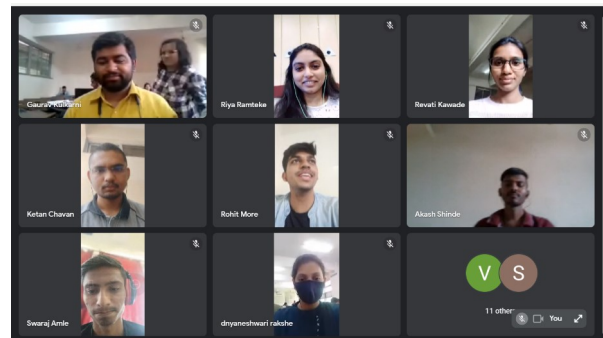 Gaurav Kulkarni
Riya Ramteke
Revati Kawade
Ketan Chavan
Rohit More
Akash Shinde
Swaraj Amle
dnyaneshwari rakshe
V S
11 others
You